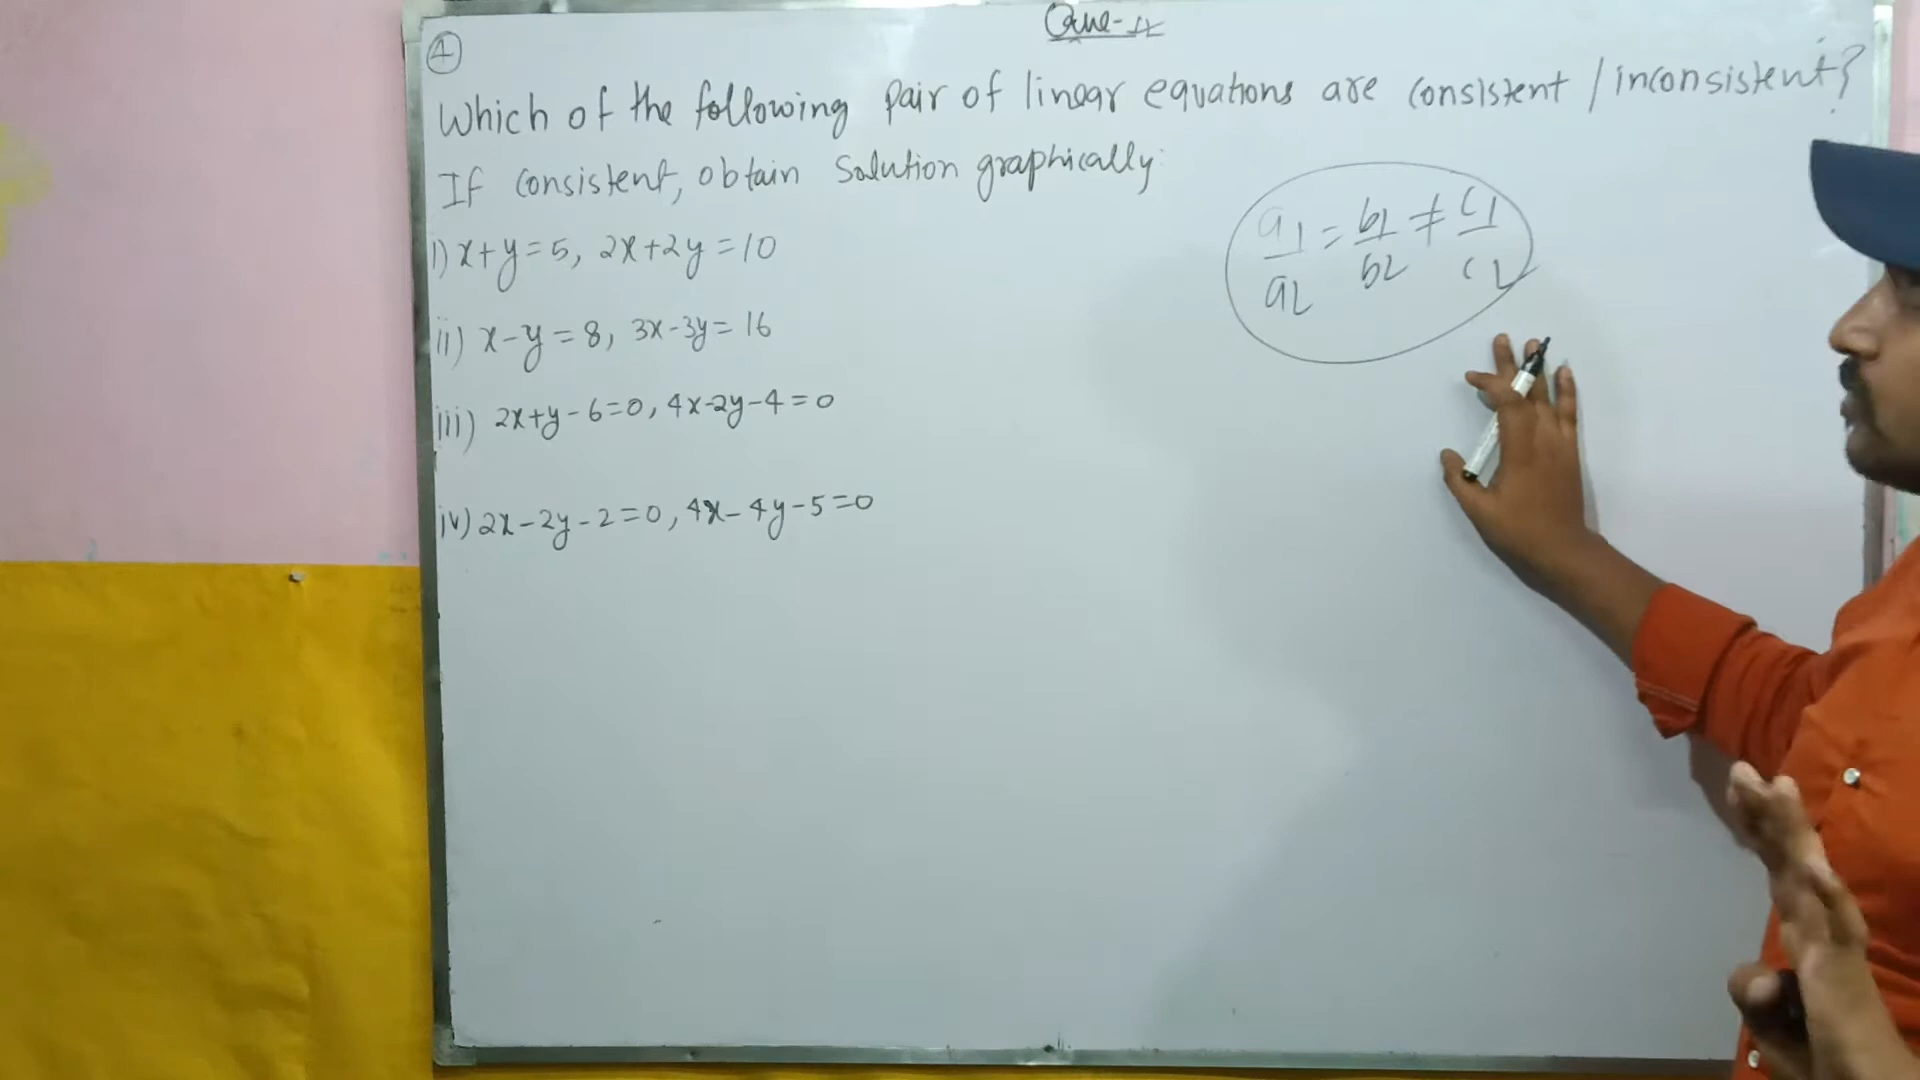 Que-4
④
Which of the following pair of linear equations are consistent / inconsistent?
If consistent, obtain solution graphically:
i) x+y=5, 2x+2y=10
ii) x-y=8, 3x-3y=16
iii) 2x+y-6=0, 4x-2y-4=0
iv) 2x-2y-2=0, 4x-4y-5=0
a1/a2 = b1/b2 ≠ c1/c2